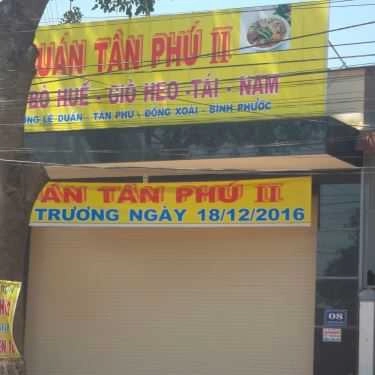 QUÁN TÂN PHÚ II
BÒ HUẾ - GIÒ HEO - TÁI - NẠM
LÊ DUẨN - TÂN PHÚ - ĐỒNG XOÀI - BÌNH PHƯỚC
TÂN PHÚ II
TRƯƠNG NGÀY 18/12/2016
08